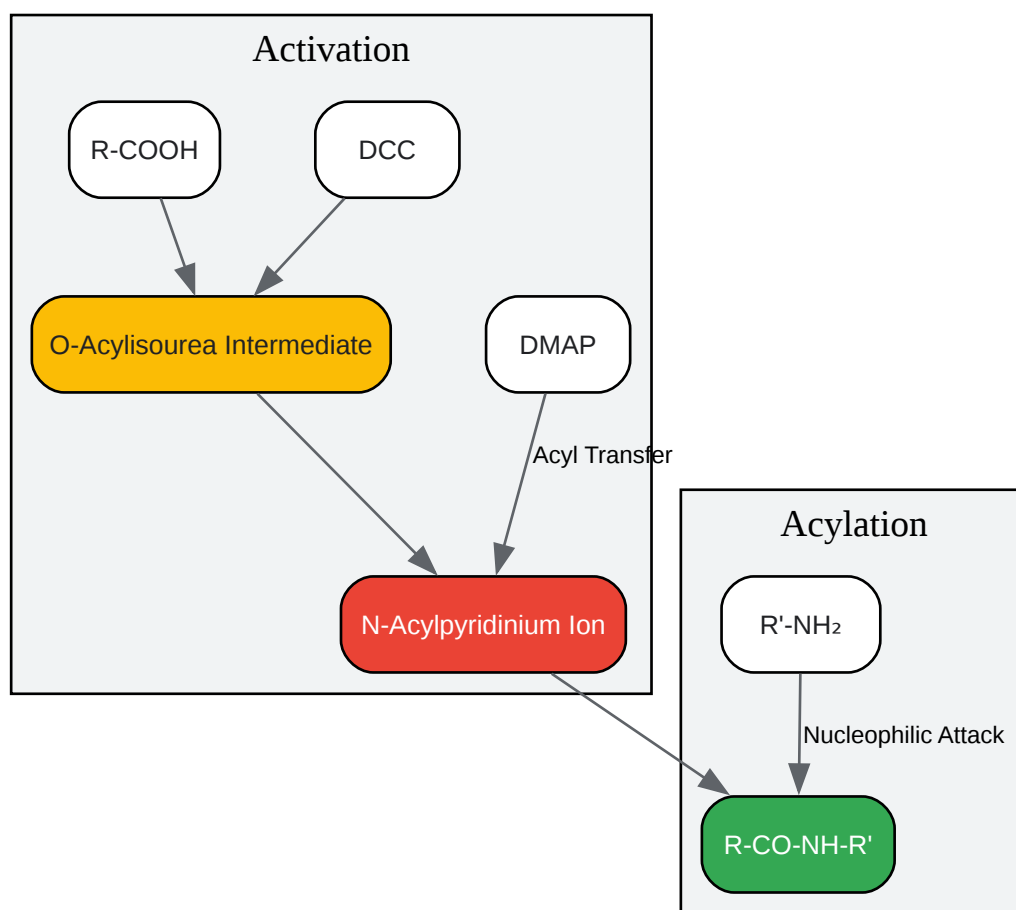 Activation
R-COOH
DCC
O-Acylisourea Intermediate
DMAP
Acyl Transfer
Acylation
N-Acylpyridinium Ion
R'-NH₂
Nucleophilic Attack
R-CO-NH-R'